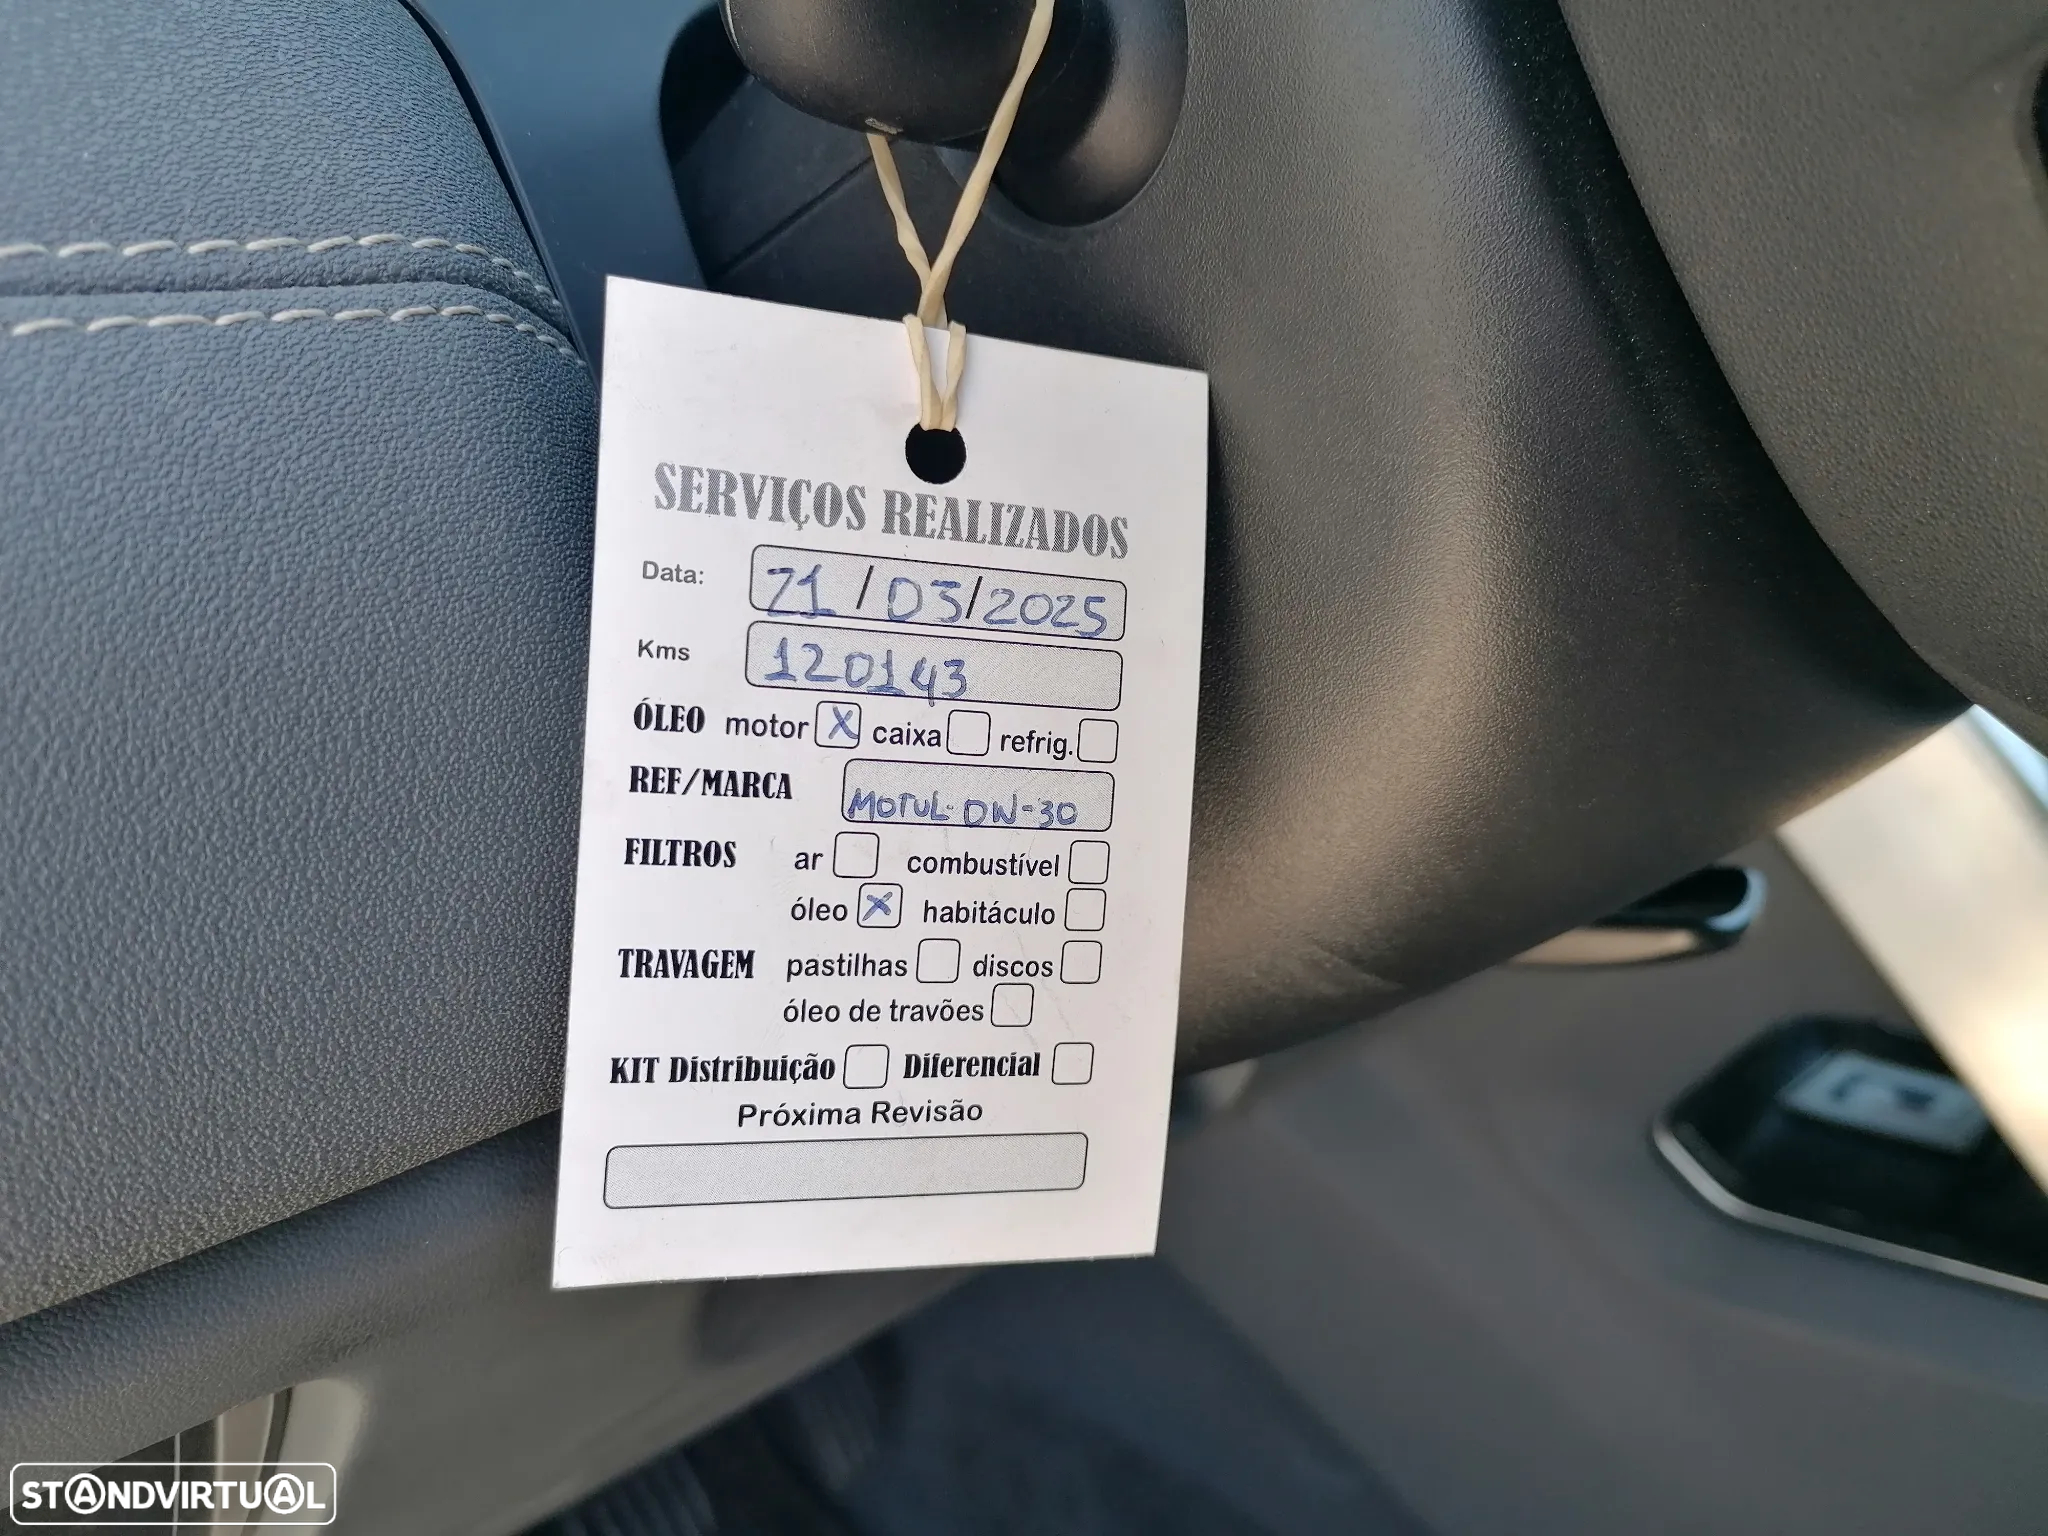 SERVIÇOS REALIZADOS
Data: 21/03/2025
Kms 120143
ÓLEO motor X caixa refrig.
REF/MARCA MOTUL-0W-30
FILTROS ar combustível
óleo X habitáculo
TRAVAGEM pastilhas discos
óleo de travões
KIT Distribuição Diferencial
Próxima Revisão
STANDVIRTUAL